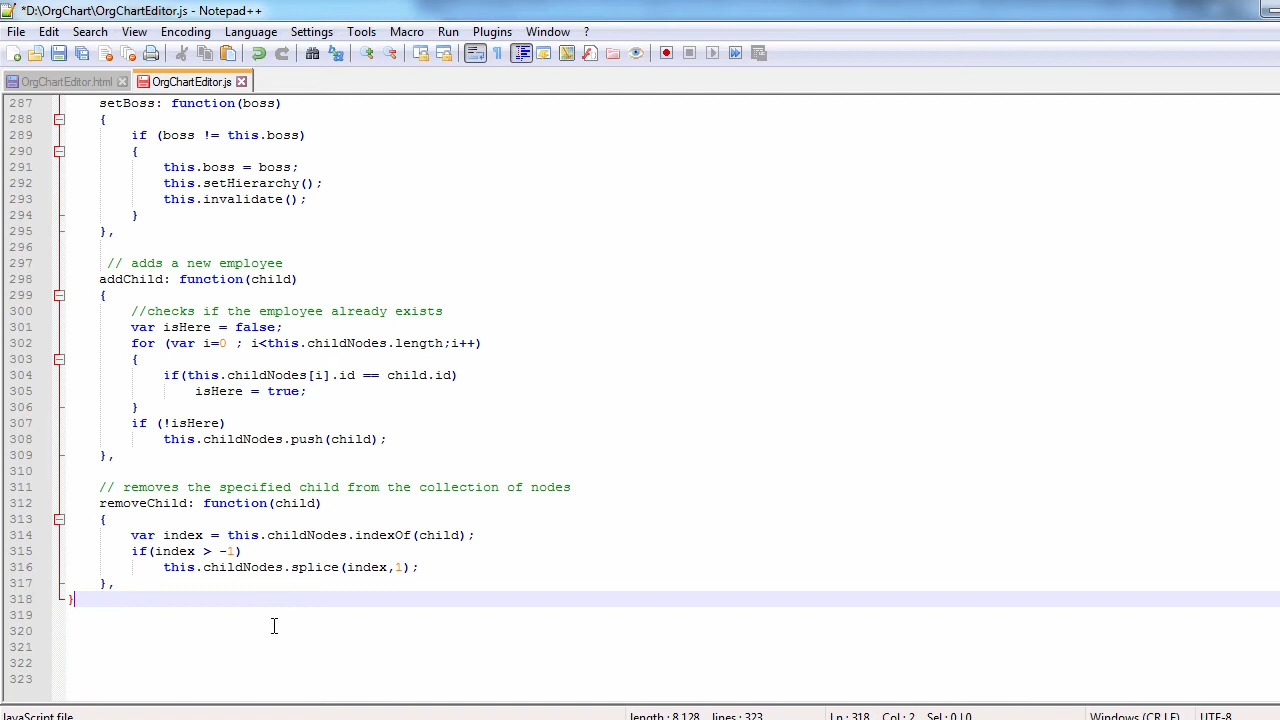 *D:\OrgChart\OrgChartEditor.js - Notepad++
File Edit Search View Encoding Language Settings Tools Macro Run Plugins Window ?
OrgChartEditor.html OrgChartEditor.js
287 setBoss: function(boss)
288 {
289 if (boss != this.boss)
290 {
291 this.boss = boss;
292 this.setHierarchy();
293 this.invalidate();
294 }
295 },
296
297 // adds a new employee
298 addChild: function(child)
299 {
300 //checks if the employee already exists
301 var isHere = false;
302 for (var i=0 ; i<this.childNodes.length;i++)
303 {
304 if(this.childNodes[i].id == child.id)
305 isHere = true;
306 }
307 if (!isHere)
308 this.childNodes.push(child);
309 },
310
311 // removes the specified child from the collection of nodes
312 removeChild: function(child)
313 {
314 var index = this.childNodes.indexOf(child);
315 if(index > -1)
316 this.childNodes.splice(index,1);
317 },
318 }
319
320
321
322
323
JavaScript file length : 8,128 lines : 323 Ln : 318 Col : 2 Sel : 0 | 0 Windows (CR LF) UTF-8